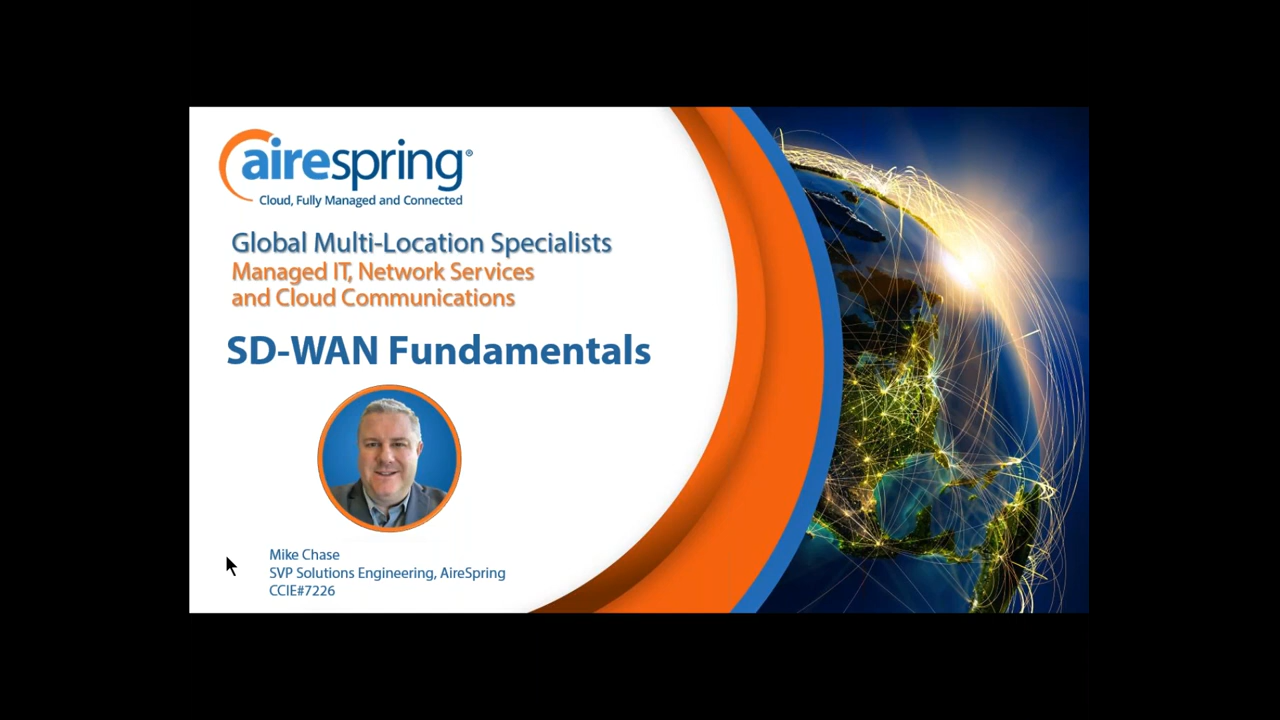 airespring®
Cloud, Fully Managed and Connected
Global Multi-Location Specialists
Managed IT, Network Services
and Cloud Communications
SD-WAN Fundamentals
Mike Chase
SVP Solutions Engineering, AireSpring
CCIE#7226